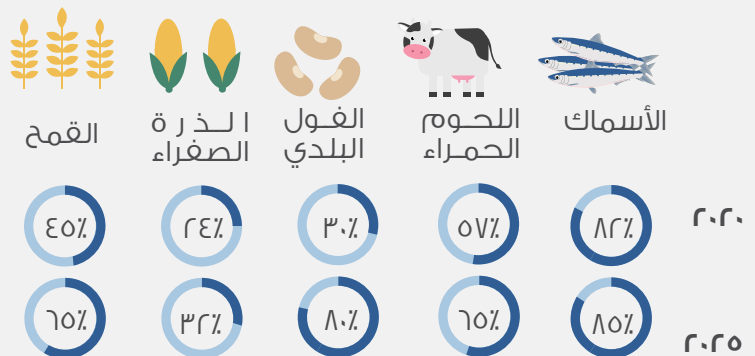 الأسماك
اللحوم
الحمراء
الفول
البلدي
الذرة
الصفراء
القمح
٢٠٢٠
٨٢٪
٥٧٪
٣٠٪
٢٤٪
٤٥٪
٢٠٢٥
٨٥٪
٦٥٪
٨٠٪
٣٢٪
٦٥٪